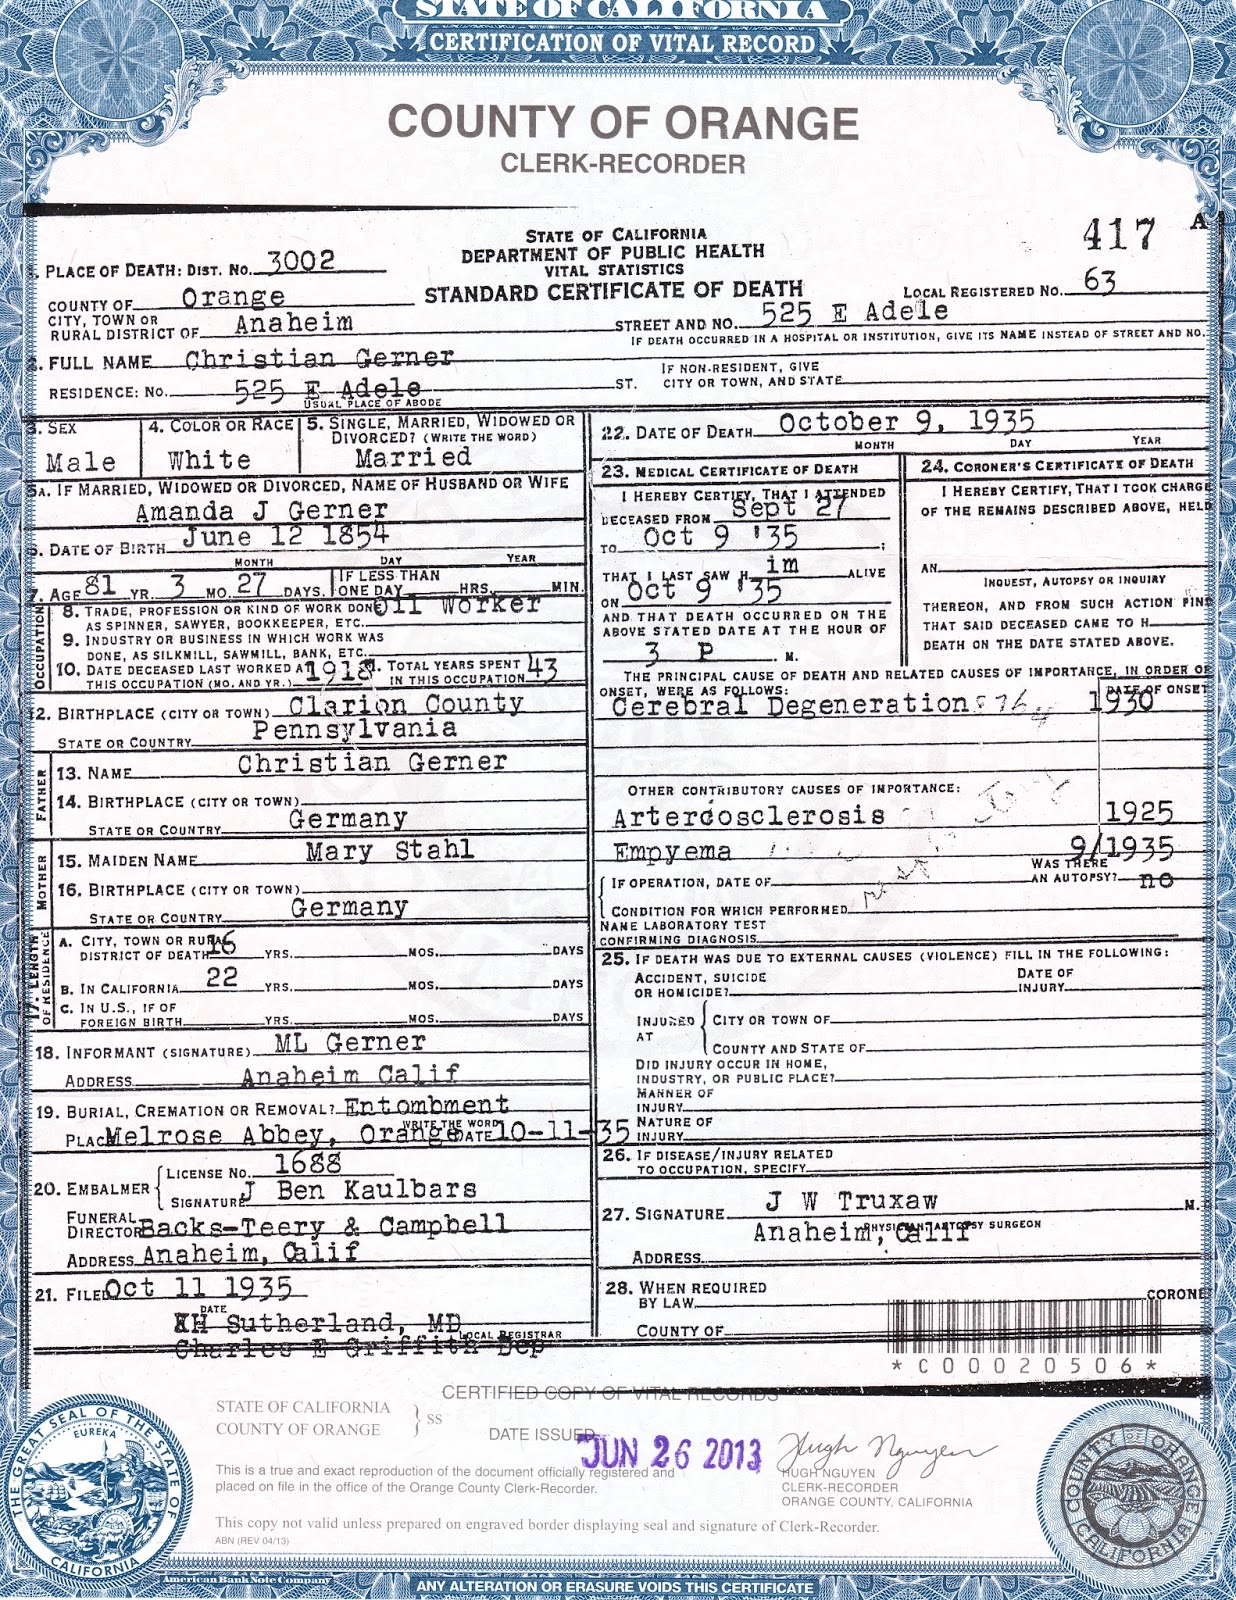 STATE OF CALIFORNIA
CERTIFICATION OF VITAL RECORD
COUNTY OF ORANGE
CLERK-RECORDER
417 A
STATE OF CALIFORNIA
DEPARTMENT OF PUBLIC HEALTH
VITAL STATISTICS
STANDARD CERTIFICATE OF DEATH
1. PLACE OF DEATH: DIST. NO. 3002
LOCAL REGISTERED NO. 63
COUNTY OF Orange
CITY, TOWN OR
RURAL DISTRICT OF Anaheim
STREET AND NO. 525 E Adele
IF DEATH OCCURRED IN A HOSPITAL OR INSTITUTION, GIVE ITS NAME INSTEAD OF STREET AND NO.
2. FULL NAME Christian Gerner
RESIDENCE: NO. 525 E Adele ST.
USUAL PLACE OF ABODE
IF NON-RESIDENT, GIVE
CITY OR TOWN, AND STATE
3. SEX
Male
4. COLOR OR RACE
White
5. SINGLE, MARRIED, WIDOWED OR
DIVORCED? (WRITE THE WORD)
Married
5A. IF MARRIED, WIDOWED OR DIVORCED, NAME OF HUSBAND OR WIFE
Amanda J Gerner
6. DATE OF BIRTH June 12 1854
MONTH DAY YEAR
7. AGE 81 YR. 3 MO. 27 DAYS.
IF LESS THAN
ONE DAY HRS. MIN.
OCCUPATION
8. TRADE, PROFESSION OR KIND OF WORK DONE Oil Worker
AS SPINNER, SAWYER, BOOKKEEPER, ETC.
9. INDUSTRY OR BUSINESS IN WHICH WORK WAS
DONE, AS SILKMILL, SAWMILL, BANK, ETC.
10. DATE DECEASED LAST WORKED AT 1918
THIS OCCUPATION (MO. AND YR.)
11. TOTAL YEARS SPENT
IN THIS OCCUPATION 43
12. BIRTHPLACE (CITY OR TOWN) Clarion County
STATE OR COUNTRY Pennsylvania
FATHER
13. NAME Christian Gerner
14. BIRTHPLACE (CITY OR TOWN)
STATE OR COUNTRY Germany
MOTHER
15. MAIDEN NAME Mary Stahl
16. BIRTHPLACE (CITY OR TOWN)
STATE OR COUNTRY Germany
17. LENGTH
OF RESIDENCE
A. CITY, TOWN OR RURAL
DISTRICT OF DEATH 16 YRS. MOS. DAYS
B. IN CALIFORNIA 22 YRS. MOS. DAYS
C. IN U.S., IF OF
FOREIGN BIRTH YRS. MOS. DAYS
18. INFORMANT (SIGNATURE) ML Gerner
ADDRESS Anaheim Calif
19. BURIAL, CREMATION OR REMOVAL? Entombment
WRITE THE WORD
PLACE Melrose Abbey, Orange DATE 10-11-35
20. EMBALMER
LICENSE NO. 1688
SIGNATURE J Ben Kaulbars
FUNERAL
DIRECTOR Backs-Teery & Campbell
ADDRESS Anaheim, Calif
21. FILED Oct 11 1935
DATE
KH Sutherland, MD
LOCAL REGISTRAR
Charles E Griffith Dep
22. DATE OF DEATH October 9, 1935
MONTH DAY YEAR
23. MEDICAL CERTIFICATE OF DEATH
I HEREBY CERTIFY, THAT I ATTENDED
DECEASED FROM Sept 27
TO Oct 9 '35;
THAT I LAST SAW H im ALIVE
ON Oct 9 '35
AND THAT DEATH OCCURRED ON THE
ABOVE STATED DATE AT THE HOUR OF
3 P. M.
24. CORONER'S CERTIFICATE OF DEATH
I HEREBY CERTIFY, THAT I TOOK CHARGE
OF THE REMAINS DESCRIBED ABOVE, HELD
AN
INQUEST, AUTOPSY OR INQUIRY
THEREON, AND FROM SUCH ACTION FIND
THAT SAID DECEASED CAME TO H
DEATH ON THE DATE STATED ABOVE.
THE PRINCIPAL CAUSE OF DEATH AND RELATED CAUSES OF IMPORTANCE, IN ORDER OF
ONSET, WERE AS FOLLOWS:
DATE OF ONSET
Cerebral Degeneration 1930
OTHER CONTRIBUTORY CAUSES OF IMPORTANCE:
Arterdosclerosis 1925
Empyema 9/1935
IF OPERATION, DATE OF
WAS THERE
AN AUTOPSY? no
CONDITION FOR WHICH PERFORMED
NAME LABORATORY TEST
CONFIRMING DIAGNOSIS
25. IF DEATH WAS DUE TO EXTERNAL CAUSES (VIOLENCE) FILL IN THE FOLLOWING:
ACCIDENT, SUICIDE
OR HOMICIDE?
DATE OF
INJURY
INJURED
AT
CITY OR TOWN OF
COUNTY AND STATE OF
DID INJURY OCCUR IN HOME,
INDUSTRY, OR PUBLIC PLACE?
MANNER OF
INJURY
NATURE OF
INJURY
26. IF DISEASE/INJURY RELATED
TO OCCUPATION, SPECIFY
27. SIGNATURE J W Truxaw M.
PHYSICIAN/AUTOPSY SURGEON
Anaheim, Calif
ADDRESS
28. WHEN REQUIRED
BY LAW CORONE
COUNTY OF
*C00020506*
CERTIFIED COPY OF VITAL RECORDS
STATE OF CALIFORNIA
COUNTY OF ORANGE } SS
DATE ISSUED JUN 26 2013
Hugh Nguyen
HUGH NGUYEN
CLERK-RECORDER
ORANGE COUNTY, CALIFORNIA
This is a true and exact reproduction of the document officially registered and
placed on file in the office of the Orange County Clerk-Recorder.
This copy not valid unless prepared on engraved border displaying seal and signature of Clerk-Recorder.
ABN (REV 04/13)
THE GREAT SEAL OF THE STATE OF CALIFORNIA
EUREKA
COUNTY OF ORANGE
CALIFORNIA
American Bank Note Company
ANY ALTERATION OR ERASURE VOIDS THIS CERTIFICATE